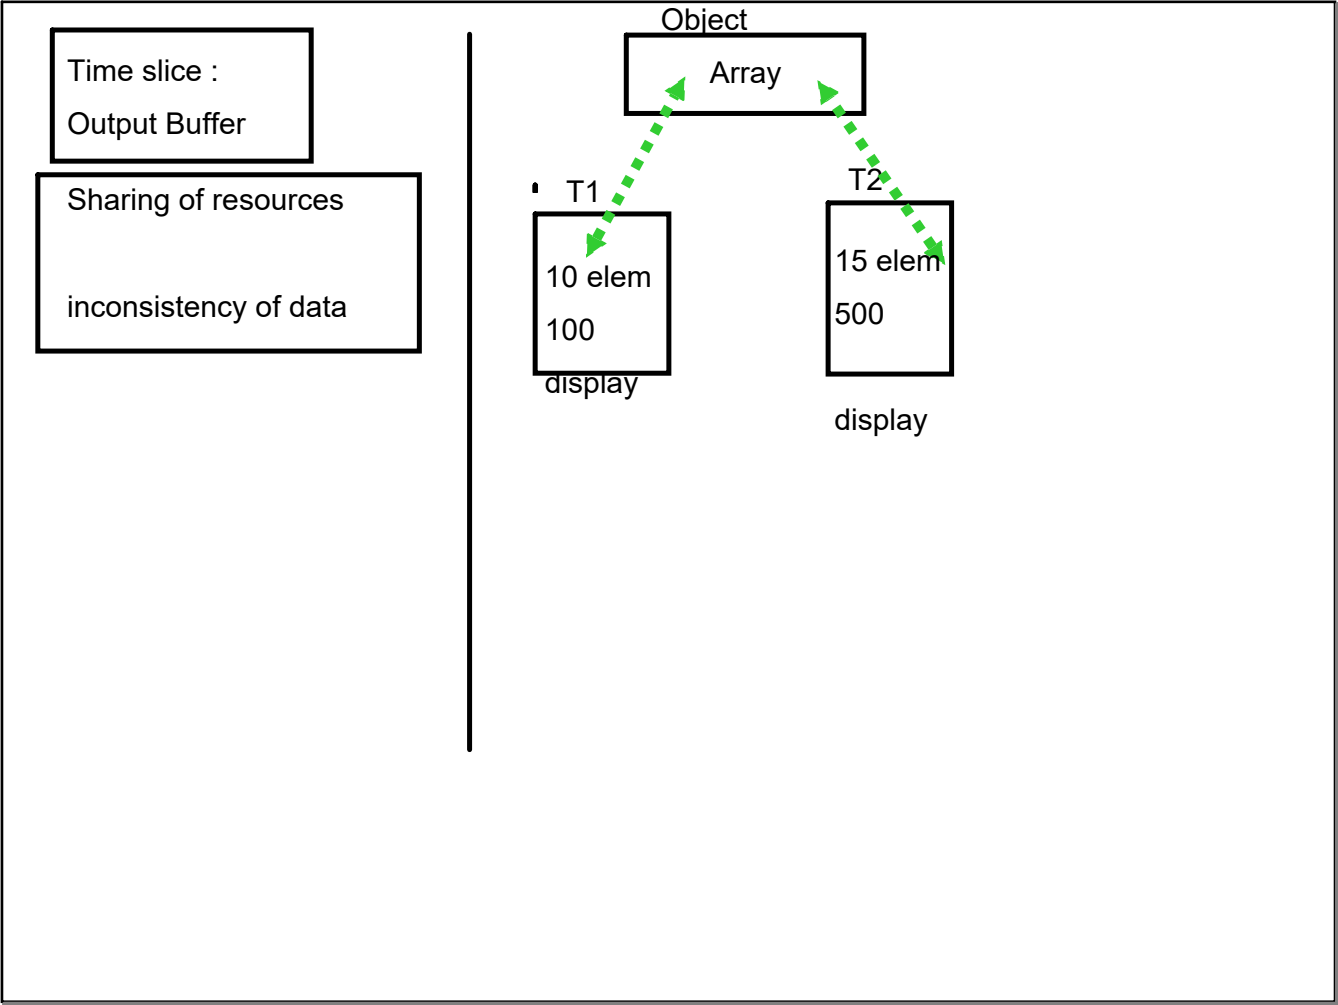 Time slice :
Output Buffer
Sharing of resources
inconsistency of data
Object
Array
T1
10 elem
100
display
T2
15 elem
500
display